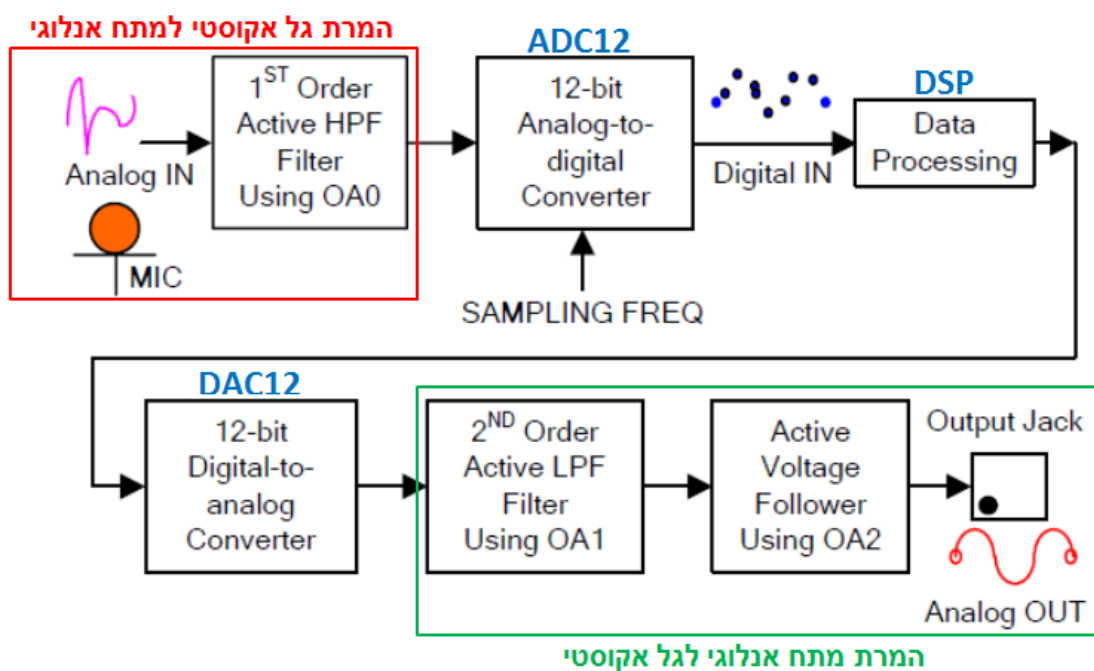 המרת גל אקוסטי למתח אנלוגי
1ST Order
Active HPF
Filter
Using OA0
Analog IN
MIC
ADC12
12-bit
Analog-to-
digital
Converter
SAMPLING FREQ
Digital IN
DSP
Data
Processing
DAC12
12-bit
Digital-to-
analog
Converter
2ND Order
Active LPF
Filter
Using OA1
Active
Voltage
Follower
Using OA2
Output Jack
Analog OUT
המרת מתח אנלוגי לגל אקוסטי